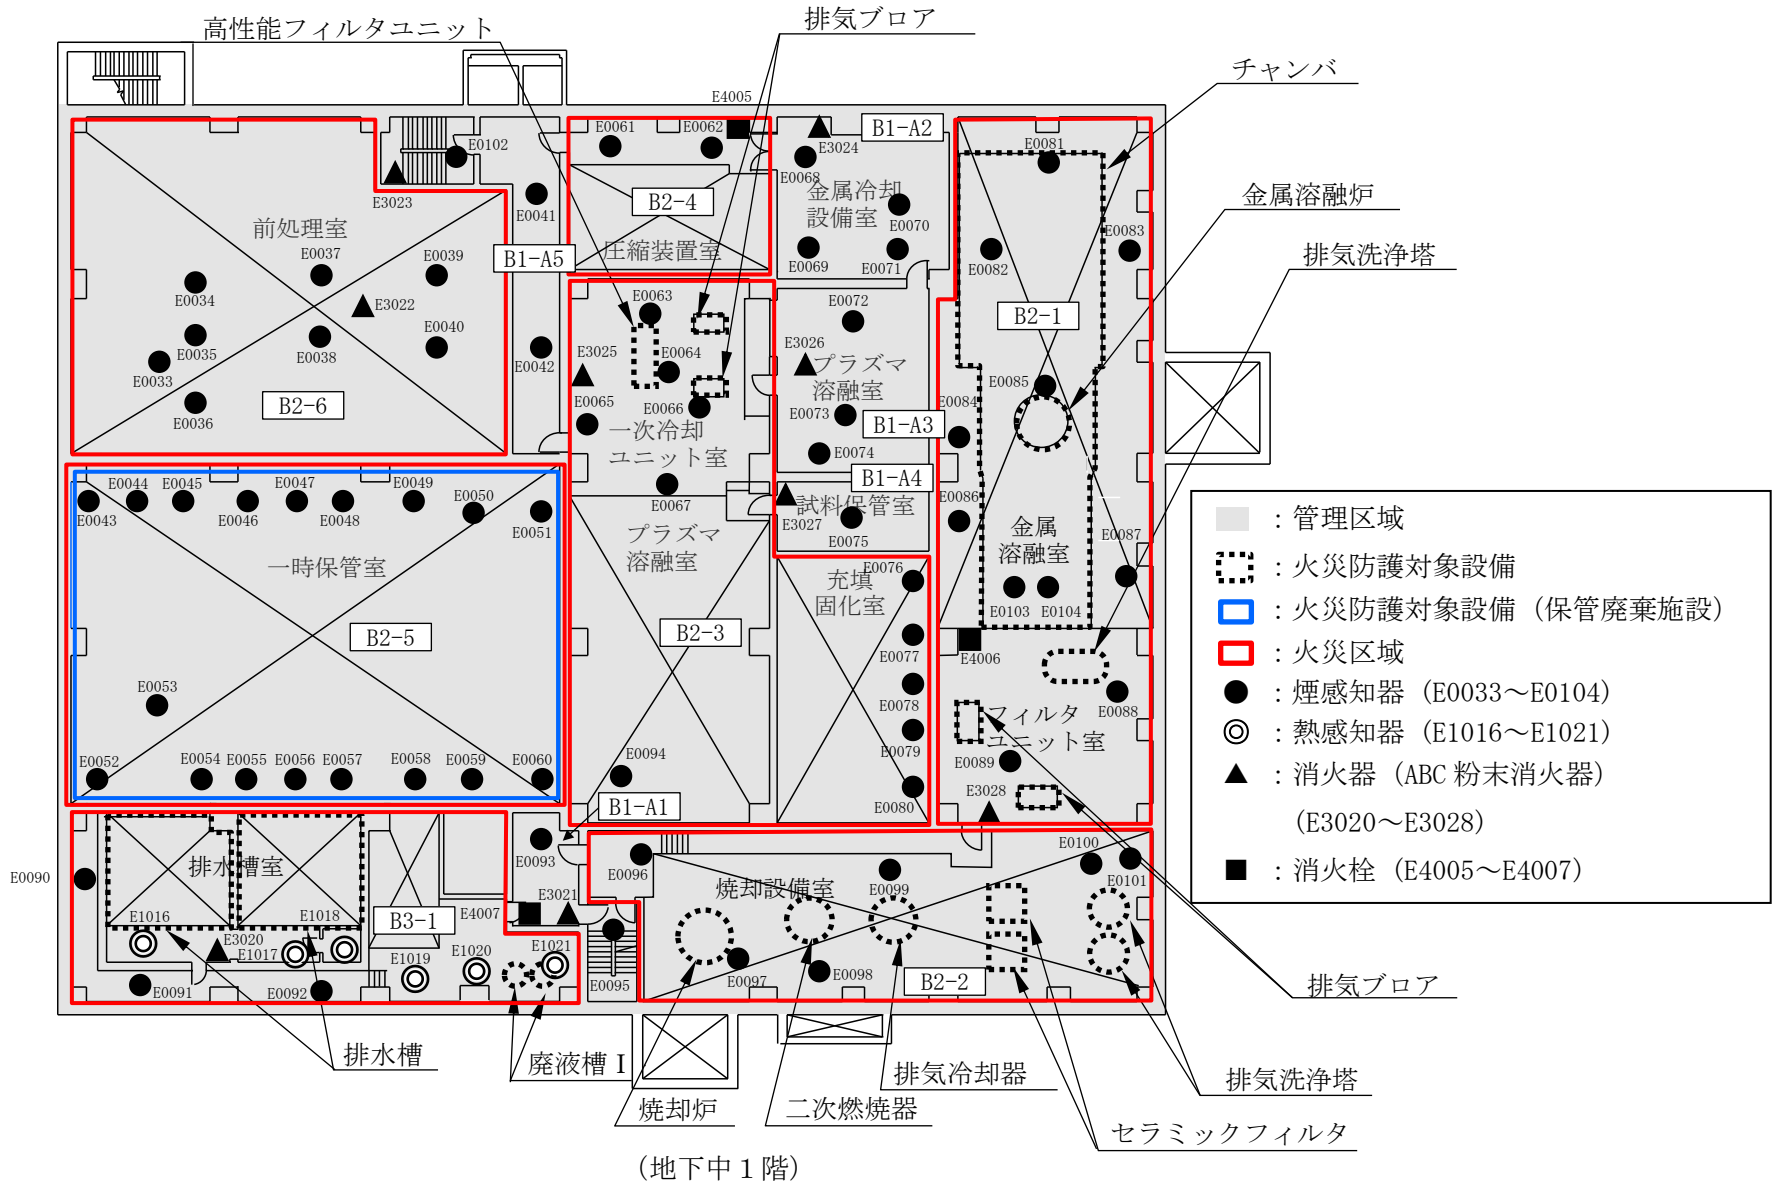 高性能フィルタユニット
排気ブロア
チャンバ
金属溶融炉
排気洗浄塔
E4005
E0061
E0062
B1-A2
E3024
E0068
E0081
E0102
E3023
E0041
B2-4
金属冷却
設備室
E0070
E0083
前処理室
E0037
E0039
B1-A5
圧縮装置室
E0069
E0071
E0082
E0034
E3022
E0063
E0072
B2-1
E0035
E0038
E0040
E0042
E3025
E0064
E3026
プラズマ
溶融室
E0033
E0036
B2-6
E0065
E0066
E0073
B1-A3
E0084
E0085
一次冷却
ユニット室
E0074
B1-A4
E0044
E0045
E0047
E0049
E0050
E0043
E0046
E0048
E0051
E0067
E3027
試料保管室
E0075
E0086
金属
溶融室
E0087
一時保管室
プラズマ
溶融室
充填
固化室
E0076
E0103
E0104
B2-5
B2-3
E0077
E4006
E0053
E0078
E0088
フィルタ
ユニット室
E0079
E0089
E0052
E0054
E0055
E0056
E0057
E0058
E0059
E0060
E0094
E0080
E3028
B1-A1
E0093
E0090
排水槽室
E0096
焼却設備室
E0099
E0100
E0101
E1016
E1018
B3-1
E4007
E3021
E3020
E1017
E1019
E1020
E1021
E0091
E0092
E0095
E0097
E0098
B2-2
排気ブロア
排水槽
廃液槽Ⅰ
焼却炉
二次燃焼器
排気冷却器
排気洗浄塔
セラミックフィルタ
(地下中１階)
：管理区域
：火災防護対象設備
：火災防護対象設備（保管廃棄施設）
：火災区域
：煙感知器（E0033～E0104）
：熱感知器（E1016～E1021）
：消火器（ABC 粉末消火器）
（E3020～E3028）
：消火栓（E4005～E4007）